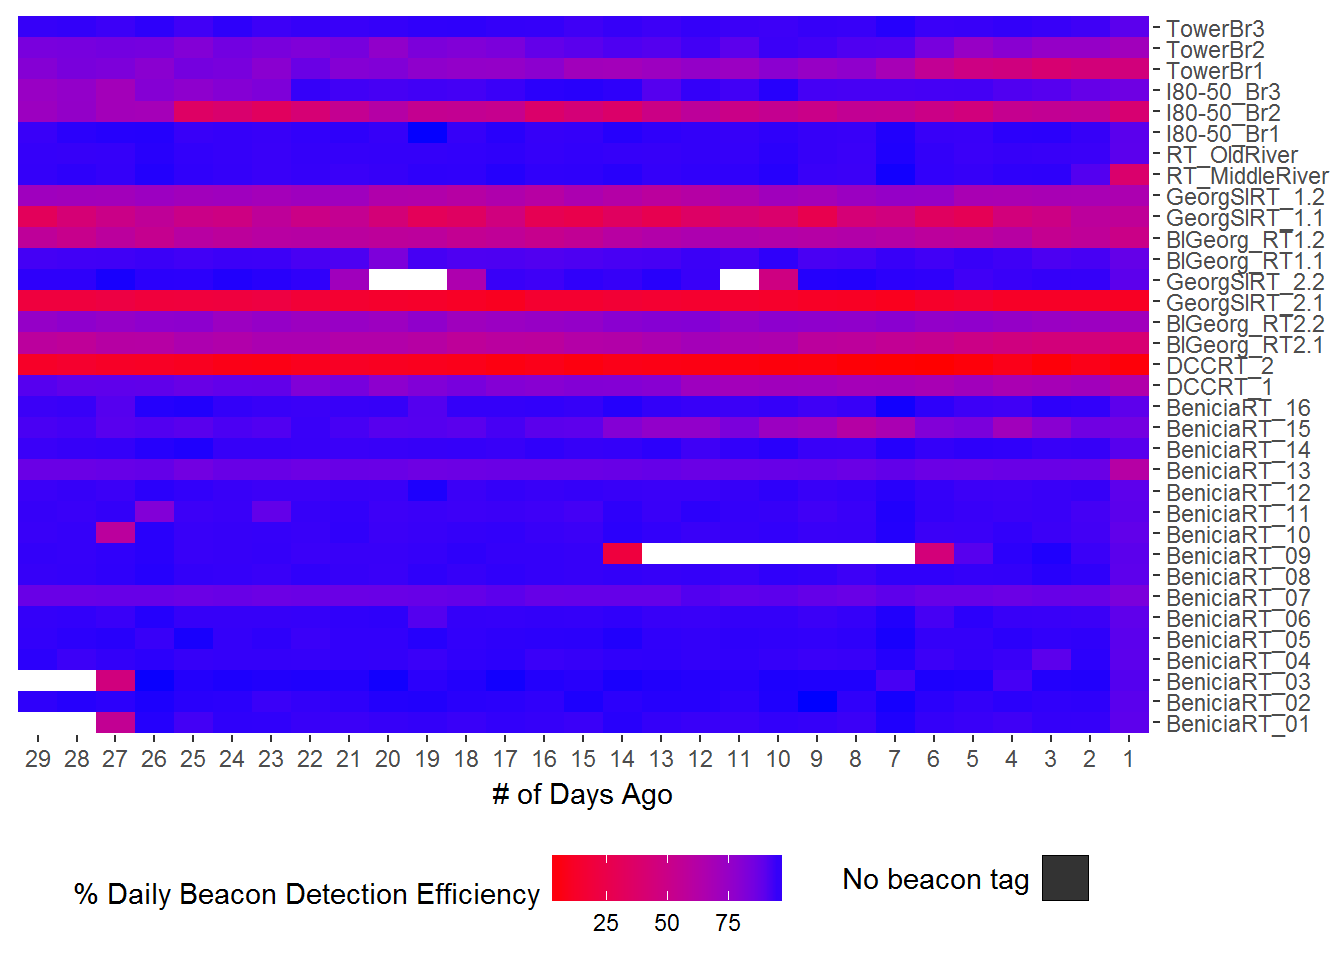 TowerBr3
TowerBr2
TowerBr1
I80-50_Br3
I80-50_Br2
I80-50_Br1
RT_OldRiver
RT_MiddleRiver
GeorgSlRT_1.2
GeorgSlRT_1.1
BlGeorg_RT1.2
BlGeorg_RT1.1
GeorgSlRT_2.2
GeorgSlRT_2.1
BlGeorg_RT2.2
BlGeorg_RT2.1
DCCRT_2
DCCRT_1
BeniciaRT_16
BeniciaRT_15
BeniciaRT_14
BeniciaRT_13
BeniciaRT_12
BeniciaRT_11
BeniciaRT_10
BeniciaRT_09
BeniciaRT_08
BeniciaRT_07
BeniciaRT_06
BeniciaRT_05
BeniciaRT_04
BeniciaRT_03
BeniciaRT_02
BeniciaRT_01
29 28 27 26 25 24 23 22 21 20 19 18 17 16 15 14 13 12 11 10 9 8 7 6 5 4 3 2 1
# of Days Ago
% Daily Beacon Detection Efficiency
25 50 75
No beacon tag